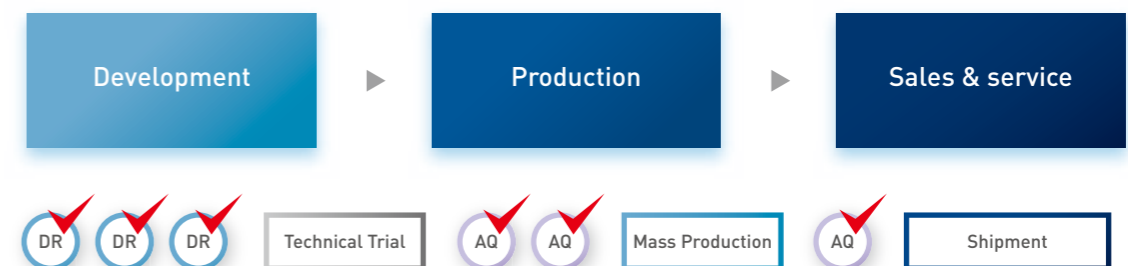 Development
Production
Sales & service
DR
DR
DR
Technical Trial
AQ
AQ
Mass Production
AQ
Shipment